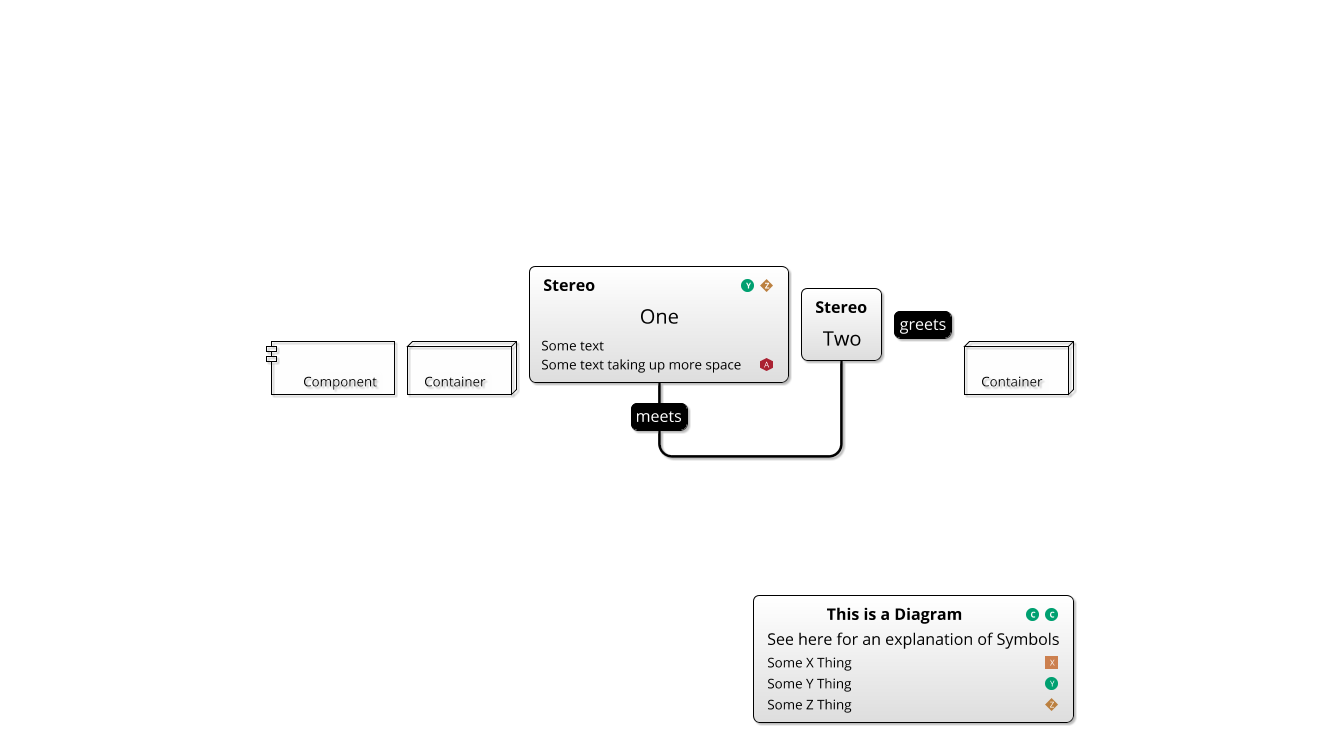 Stereo Y Z
One
Some text
Some text taking up more space A
Stereo
Two
greets
Component
Container
Container
meets
This is a Diagram C C
See here for an explanation of Symbols
Some X Thing X
Some Y Thing Y
Some Z Thing Z